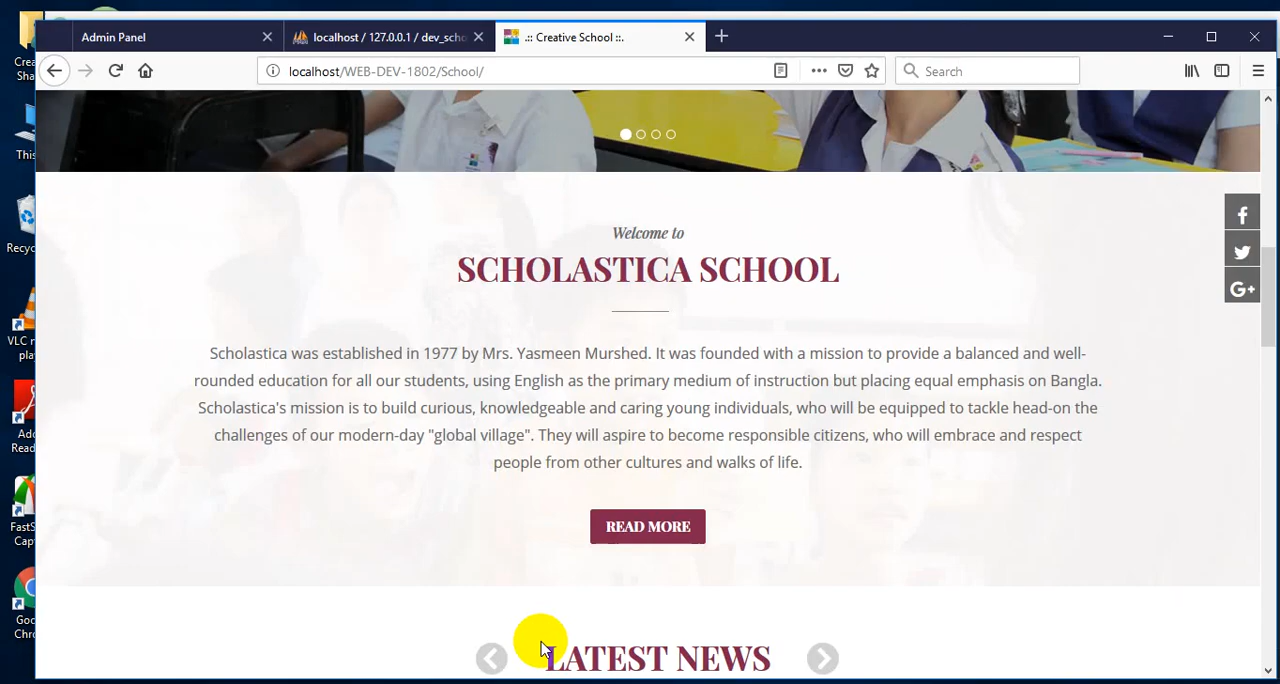 Admin Panel
localhost / 127.0.0.1 / dev_scho
.:: Creative School ::.
localhost/WEB-DEV-1802/School/
Search
Crea
Sha
This
Recyc
VLC m
play
Ado
Read
FastS
Capt
Goo
Chro
Welcome to
SCHOLASTICA SCHOOL
Scholastica was established in 1977 by Mrs. Yasmeen Murshed. It was founded with a mission to provide a balanced and well-
rounded education for all our students, using English as the primary medium of instruction but placing equal emphasis on Bangla.
Scholastica's mission is to build curious, knowledgeable and caring young individuals, who will be equipped to tackle head-on the
challenges of our modern-day "global village". They will aspire to become responsible citizens, who will embrace and respect
people from other cultures and walks of life.
READ MORE
LATEST NEWS